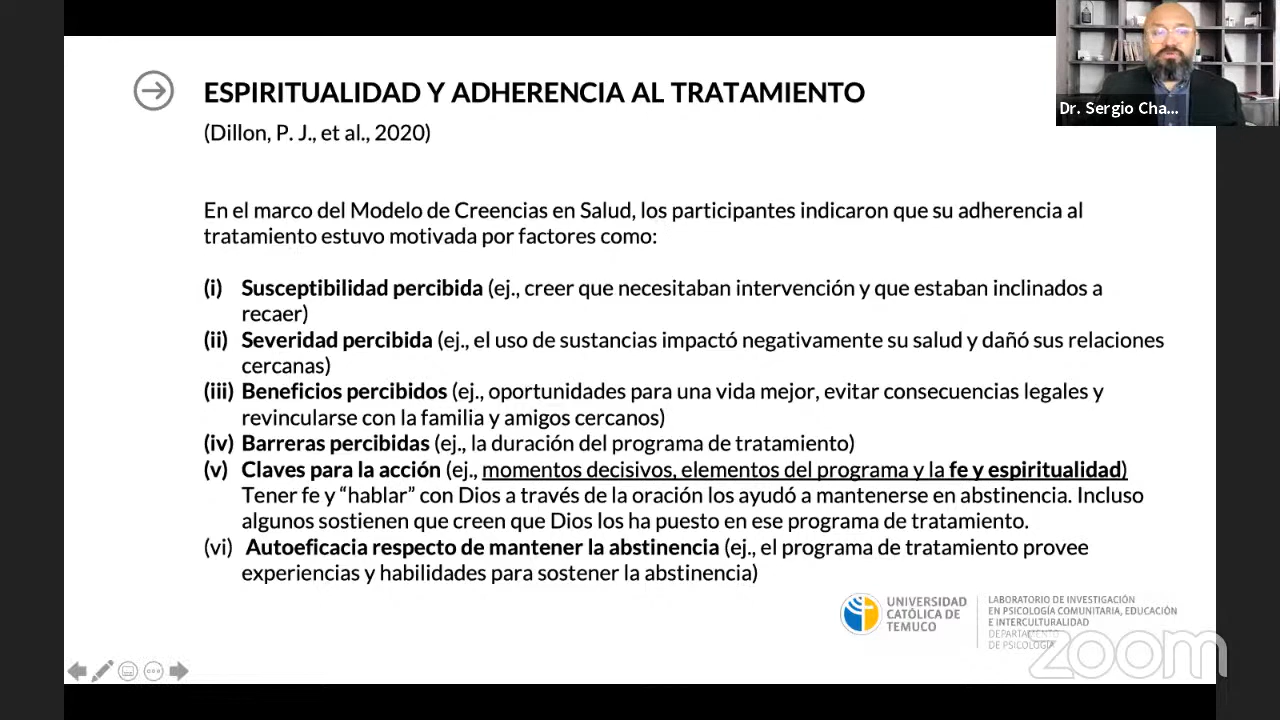 ESPIRITUALIDAD Y ADHERENCIA AL TRATAMIENTO
(Dillon, P. J., et al., 2020)
Dr. Sergio Cha...
En el marco del Modelo de Creencias en Salud, los participantes indicaron que su adherencia al
tratamiento estuvo motivada por factores como:
(i) Susceptibilidad percibida (ej., creer que necesitaban intervención y que estaban inclinados a
recaer)
(ii) Severidad percibida (ej., el uso de sustancias impactó negativamente su salud y dañó sus relaciones
cercanas)
(iii) Beneficios percibidos (ej., oportunidades para una vida mejor, evitar consecuencias legales y
revincularse con la familia y amigos cercanos)
(iv) Barreras percibidas (ej., la duración del programa de tratamiento)
(v) Claves para la acción (ej., momentos decisivos, elementos del programa y la fe y espiritualidad)
Tener fe y “hablar” con Dios a través de la oración los ayudó a mantenerse en abstinencia. Incluso
algunos sostienen que creen que Dios los ha puesto en ese programa de tratamiento.
(vi) Autoeficacia respecto de mantener la abstinencia (ej., el programa de tratamiento provee
experiencias y habilidades para sostener la abstinencia)
UNIVERSIDAD
CATÓLICA DE
TEMUCO
LABORATORIO DE INVESTIGACIÓN
EN PSICOLOGÍA COMUNITARIA, EDUCACIÓN
E INTERCULTURALIDAD
DEPARTAMENTO
DE PSICOLOGÍA
zoom